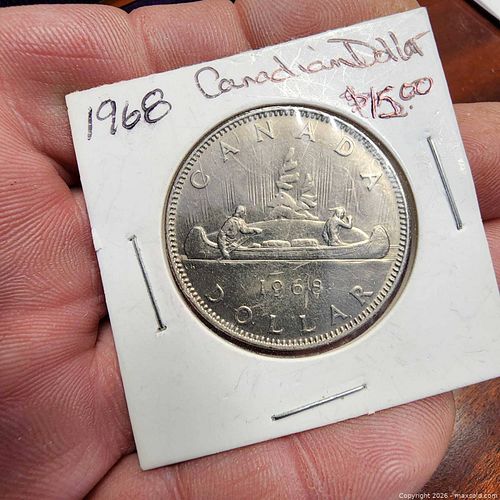 1968 Canadian Dollar
$15.00
CANADA
1968
DOLLAR
Copyright 2026 - maxsold.com